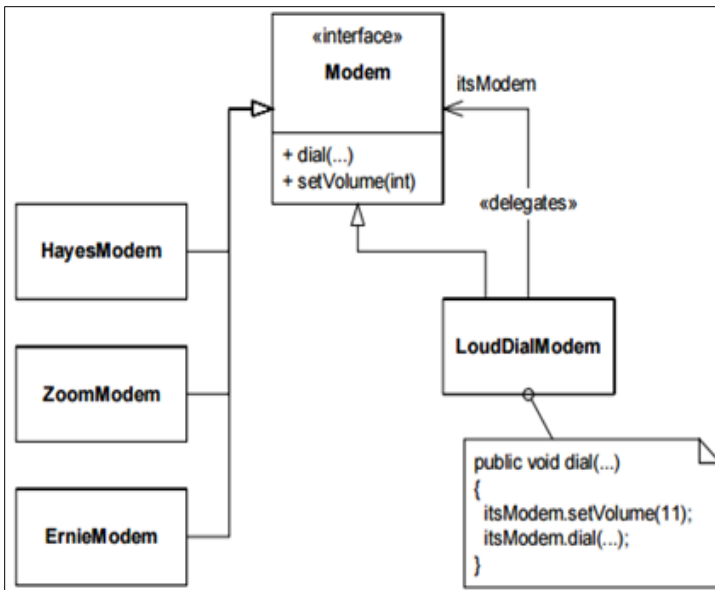 «interface»
Modem
itsModem
+ dial(...)
+ setVolume(int)
«delegates»
HayesModem
LoudDialModem
ZoomModem
public void dial(...)
{
itsModem.setVolume(11);
itsModem.dial(...);
}
ErnieModem